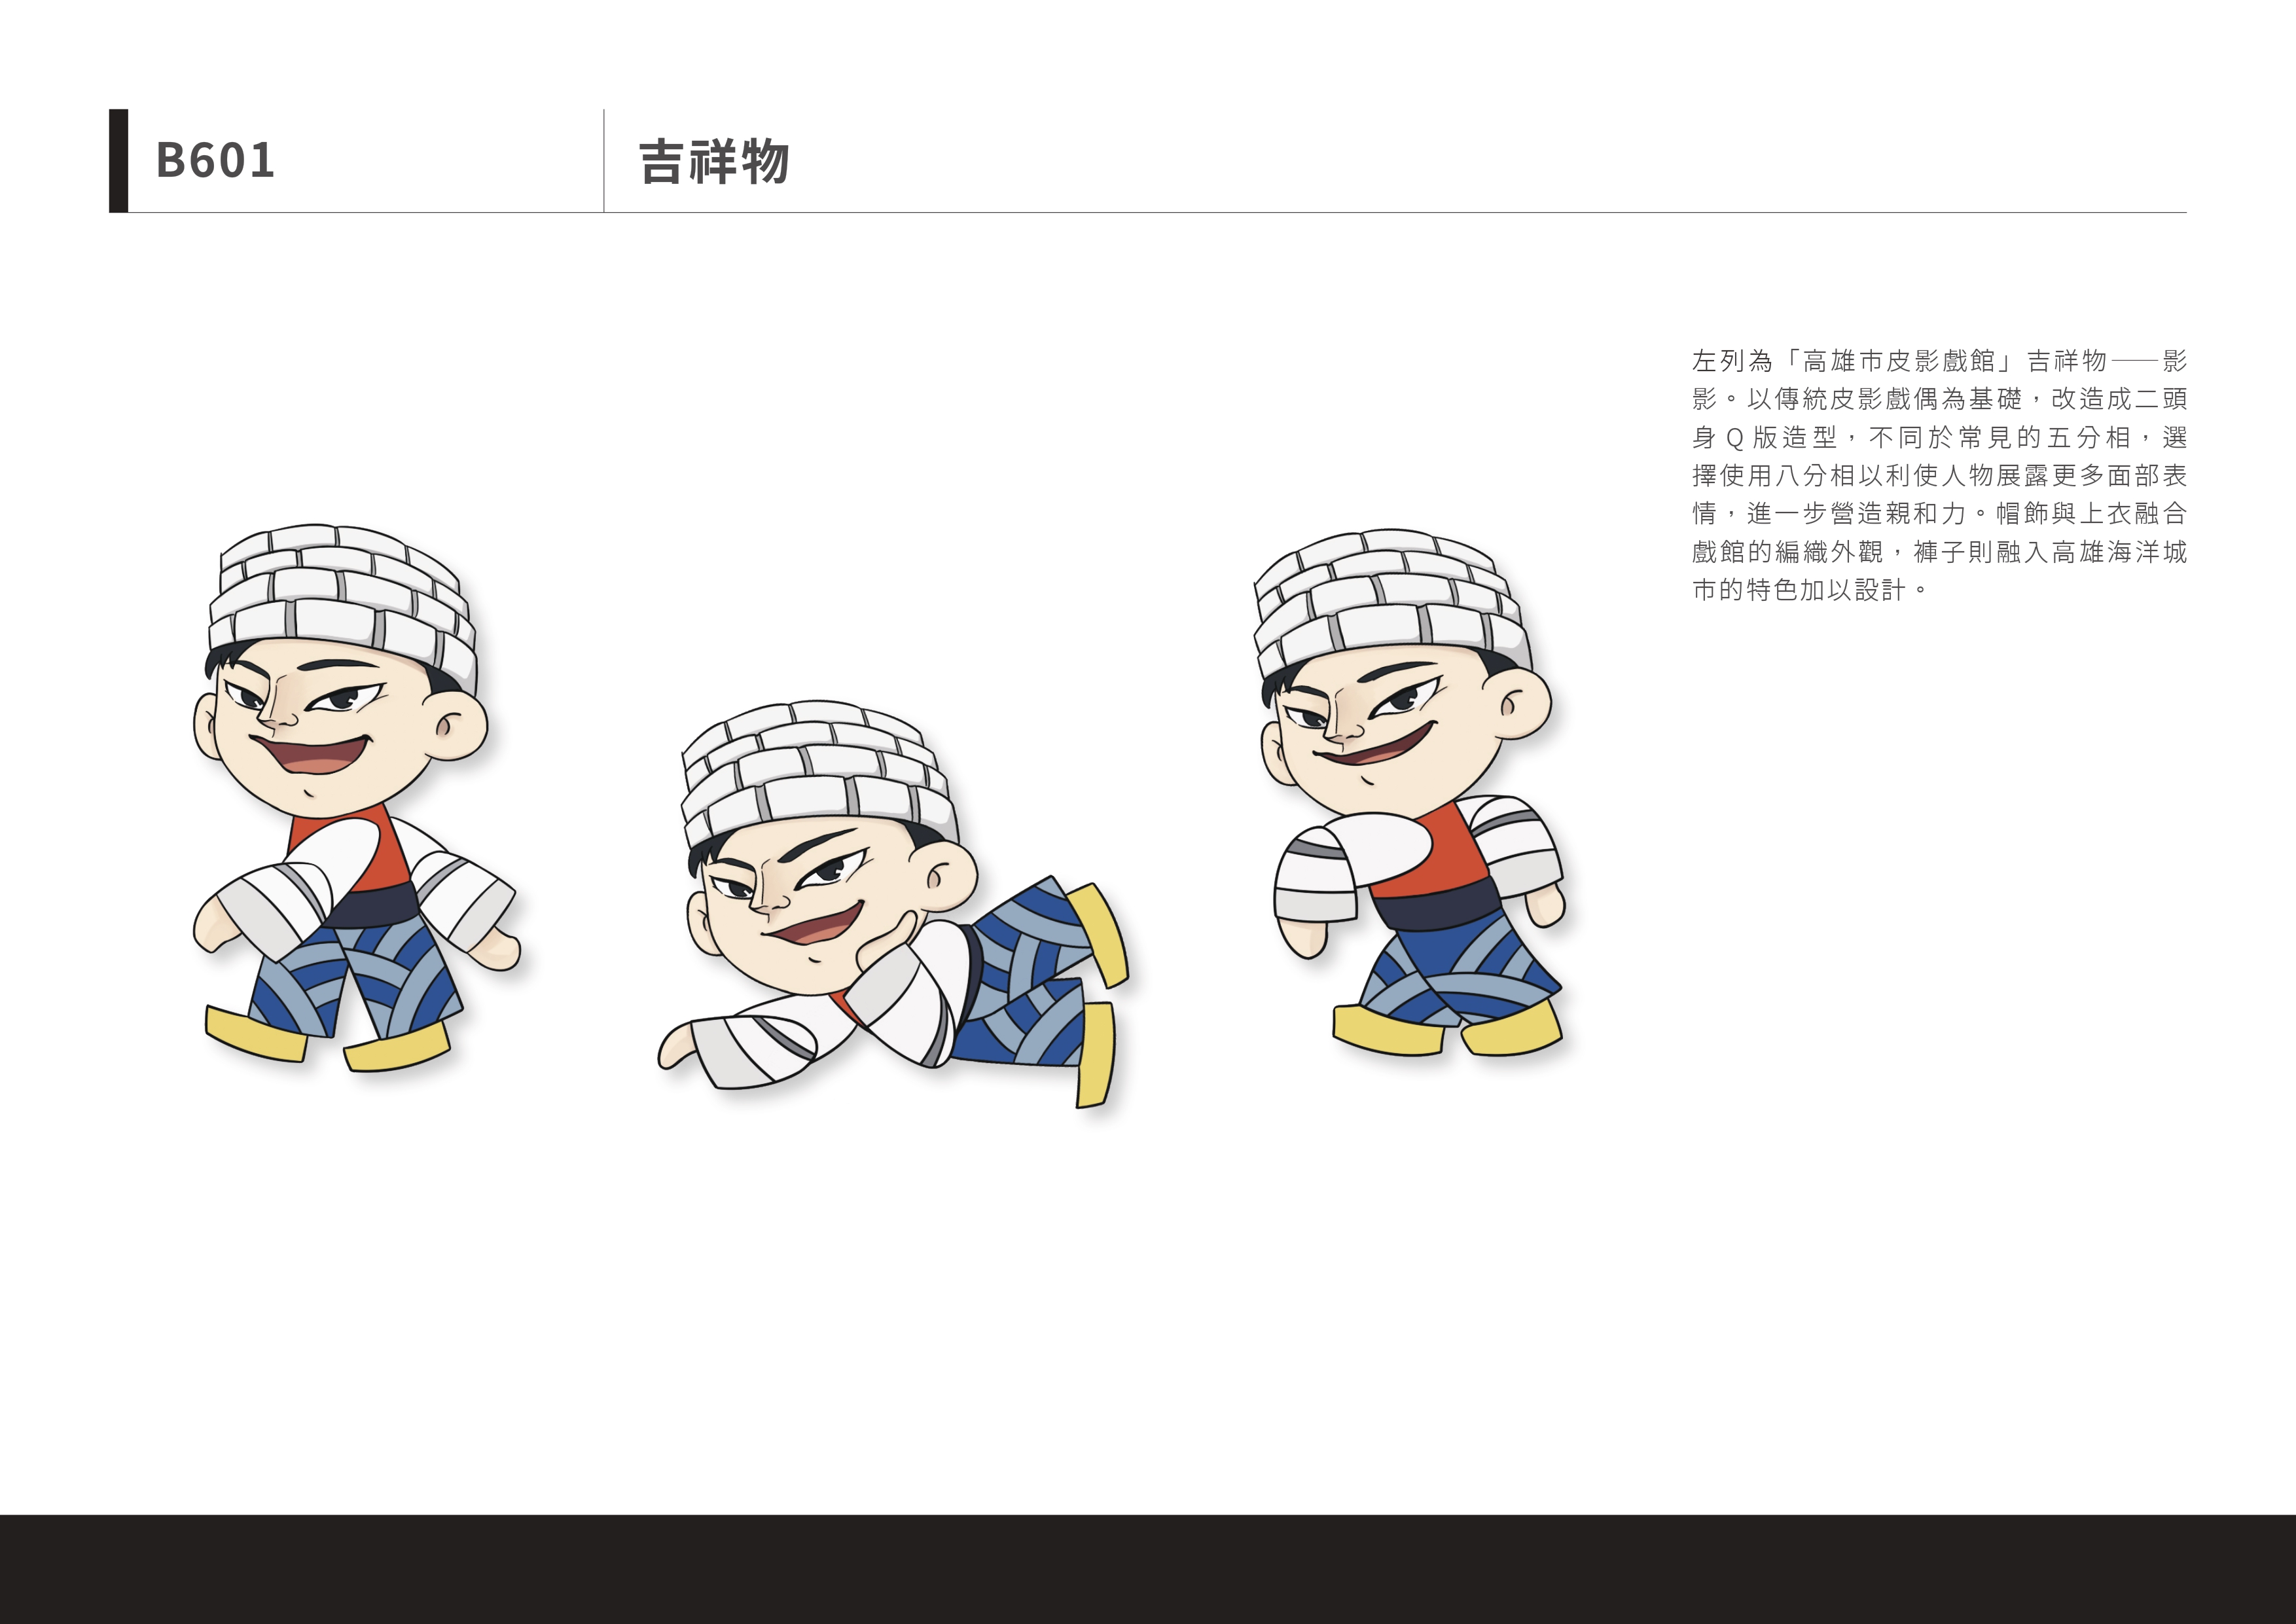 B601
吉祥物
左列為「高雄市皮影戲館」吉祥物——影
影。以傳統皮影戲偶為基礎，改造成二頭
身 Q 版造型，不同於常見的五分相，選
擇使用八分相以利使人物展露更多面部表
情，進一步營造親和力。帽飾與上衣融合
戲館的編織外觀，褲子則融入高雄海洋城
市的特色加以設計。